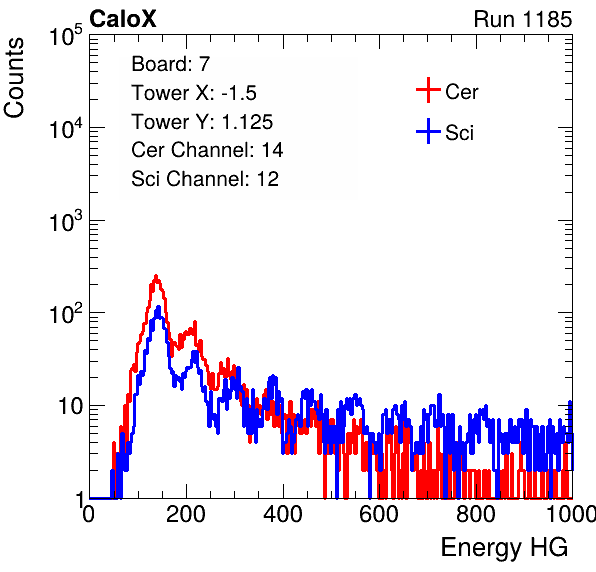 CaloX Run 1185
Counts
10^5
10^4
10^3
10^2
10
1
Board: 7
Tower X: -1.5
Tower Y: 1.125
Cer Channel: 14
Sci Channel: 12
Cer
Sci
0 200 400 600 800 1000
Energy HG